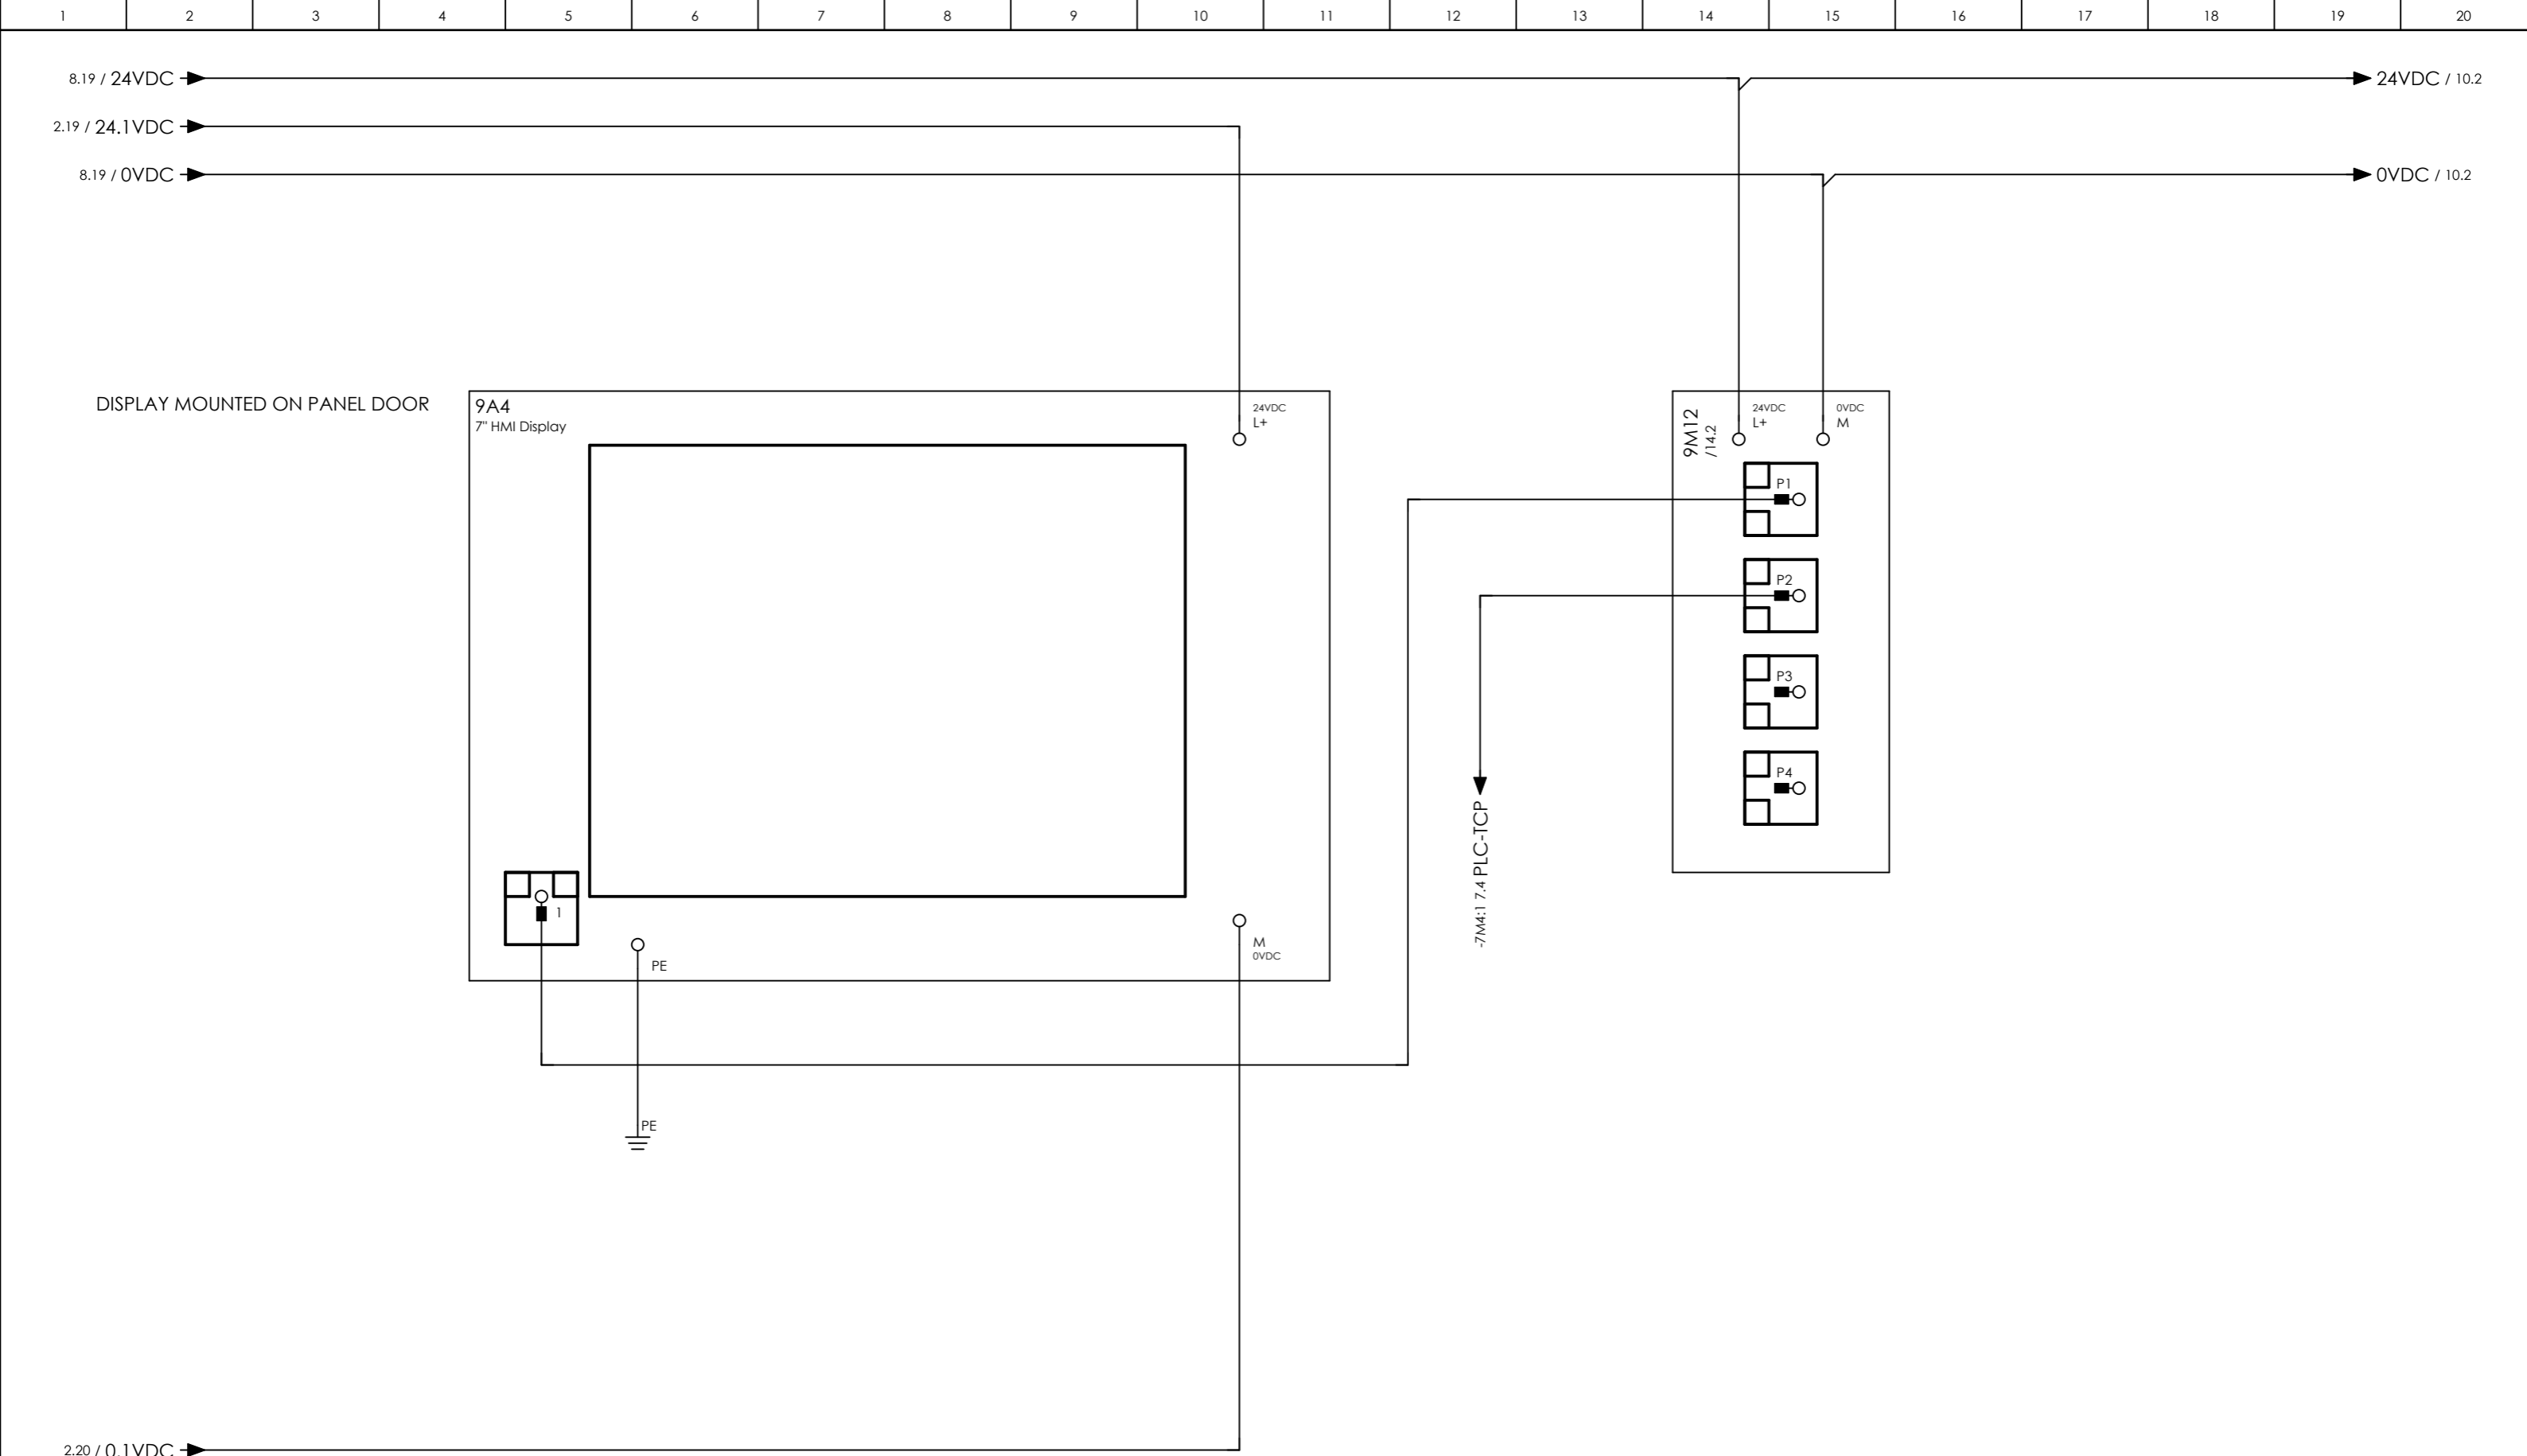 1 2 3 4 5 6 7 8 9 10 11 12 13 14 15 16 17 18 19 20
8.19 / 24VDC
24VDC / 10.2
2.19 / 24.1VDC
8.19 / 0VDC
0VDC / 10.2
DISPLAY MOUNTED ON PANEL DOOR
9A4
7" HMI Display
24VDC
L+
1
PE
M
0VDC
PE
9M12
/14.2
24VDC
L+
0VDC
M
P1
P2
P3
P4
-7M4:1 7.4 PLC-TCP
2.20 / 0.1VDC